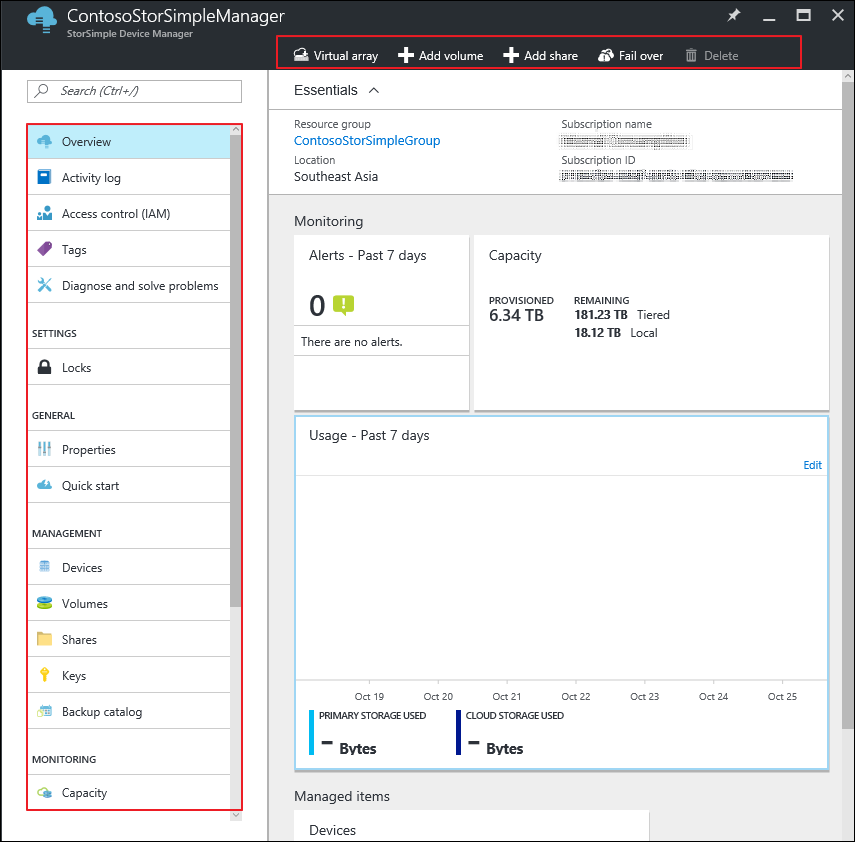 ContosoStorSimpleManager
StorSimple Device Manager
Virtual array Add volume Add share Fail over Delete
Search (Ctrl+/)
Overview
Activity log
Access control (IAM)
Tags
Diagnose and solve problems
SETTINGS
Locks
GENERAL
Properties
Quick start
MANAGEMENT
Devices
Volumes
Shares
Keys
Backup catalog
MONITORING
Capacity
Essentials
Resource group
ContosoStorSimpleGroup
Location
Southeast Asia
Subscription name
Subscription ID
Monitoring
Alerts - Past 7 days
0
There are no alerts.
Capacity
PROVISIONED
6.34 TB
REMAINING
181.23 TB Tiered
18.12 TB Local
Usage - Past 7 days
Edit
Oct 19 Oct 20 Oct 21 Oct 22 Oct 23 Oct 24 Oct 25
PRIMARY STORAGE USED
-- Bytes
CLOUD STORAGE USED
-- Bytes
Managed items
Devices